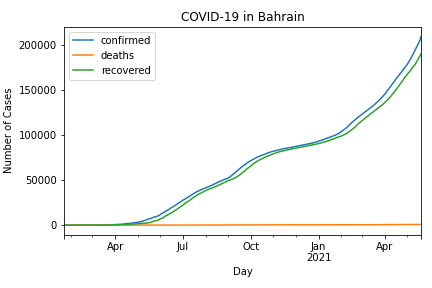 COVID-19 in Bahrain
confirmed
deaths
recovered
Number of Cases
200000
150000
100000
50000
0
Apr
Jul
Oct
Jan
2021
Apr
Day